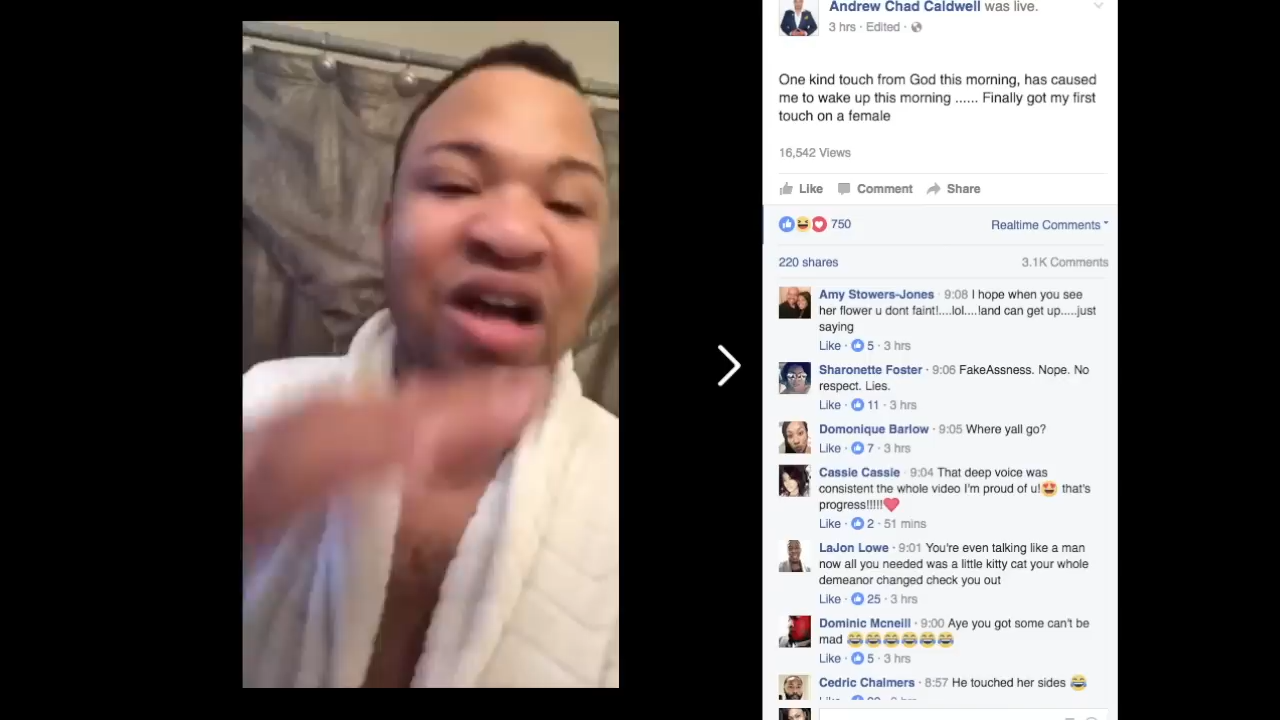 Andrew Chad Caldwell was live.
3 hrs · Edited ·
One kind touch from God this morning, has caused
me to wake up this morning ...... Finally got my first
touch on a female
16,542 Views
Like Comment Share
750 Realtime Comments
220 shares 3.1K Comments
Amy Stowers-Jones · 9:08 I hope when you see
her flower u dont faint!....lol....!and can get up.....just
saying
Like · 5 · 3 hrs
Sharonette Foster · 9:06 FakeAssness. Nope. No
respect. Lies.
Like · 11 · 3 hrs
Domonique Barlow · 9:05 Where yall go?
Like · 7 · 3 hrs
Cassie Cassie · 9:04 That deep voice was
consistent the whole video I'm proud of u!😍 that's
progress!!!!!❤️
Like · 2 · 51 mins
LaJon Lowe · 9:01 You're even talking like a man
now all you needed was a little kitty cat your whole
demeanor changed check you out
Like · 25 · 3 hrs
Dominic Mcneill · 9:00 Aye you got some can't be
mad 😂😂😂😂😂😂
Like · 5 · 3 hrs
Cedric Chalmers · 8:57 He touched her sides 😂